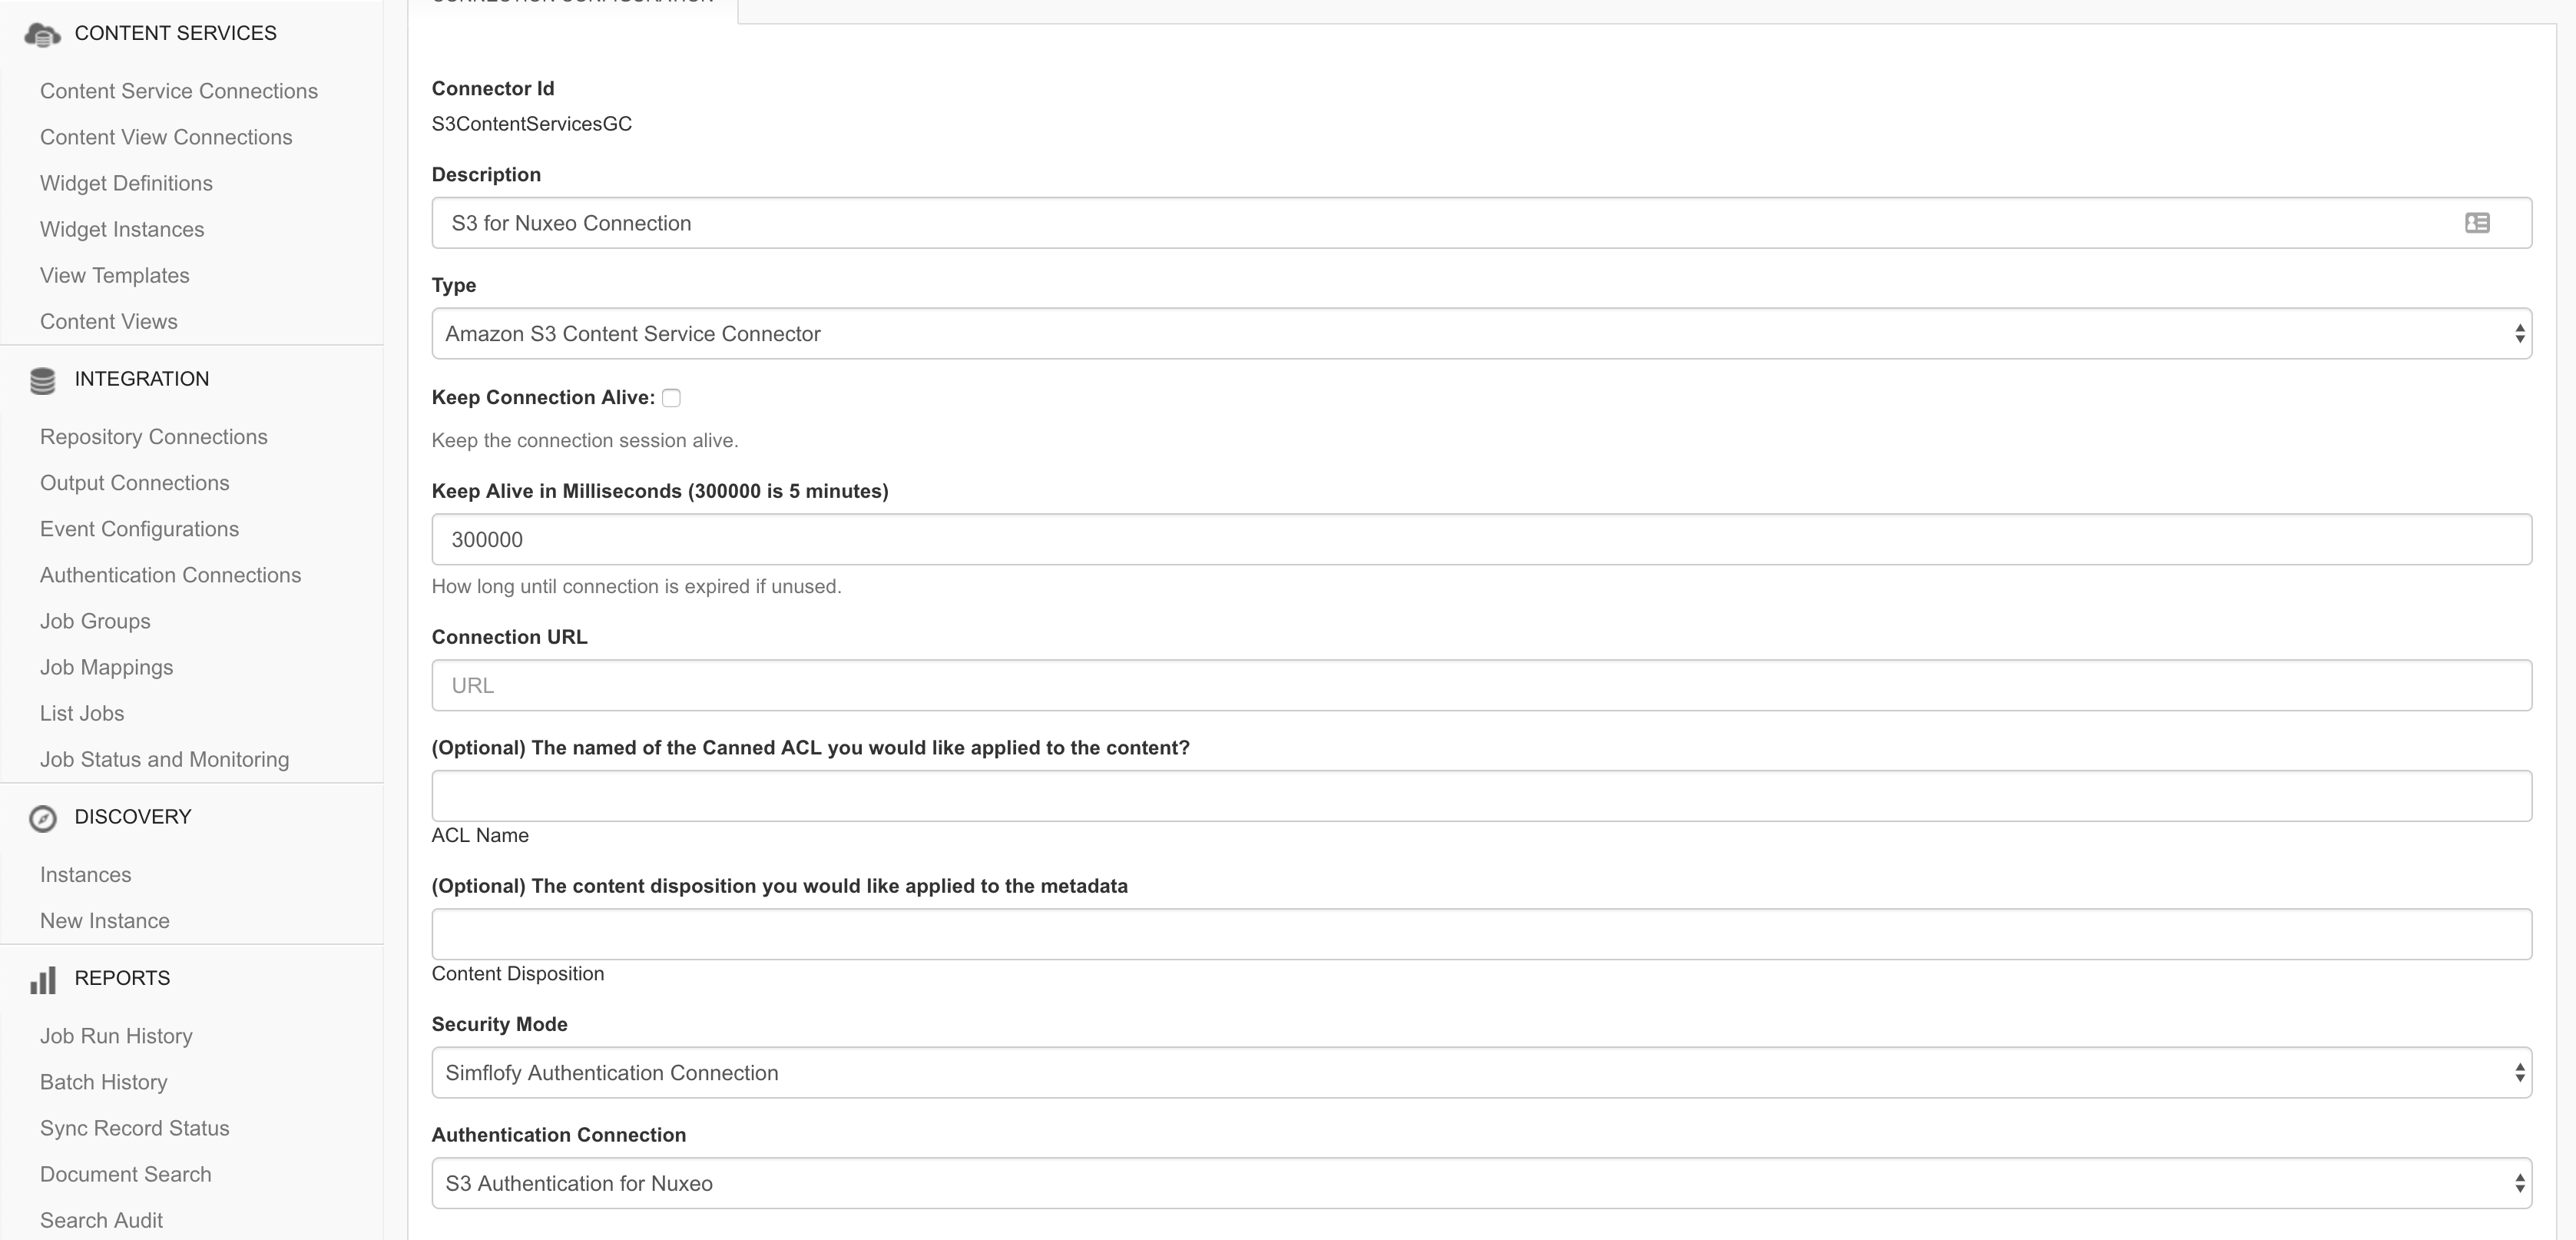 CONTENT SERVICES
Content Service Connections
Content View Connections
Widget Definitions
Widget Instances
View Templates
Content Views
INTEGRATION
Repository Connections
Output Connections
Event Configurations
Authentication Connections
Job Groups
Job Mappings
List Jobs
Job Status and Monitoring
DISCOVERY
Instances
New Instance
REPORTS
Job Run History
Batch History
Sync Record Status
Document Search
Search Audit
CONNECTION CONFIGURATION
Connector Id
S3ContentServicesGC
Description
S3 for Nuxeo Connection
Type
Amazon S3 Content Service Connector
Keep Connection Alive:
Keep the connection session alive.
Keep Alive in Milliseconds (300000 is 5 minutes)
300000
How long until connection is expired if unused.
Connection URL
URL
(Optional) The named of the Canned ACL you would like applied to the content?
ACL Name
(Optional) The content disposition you would like applied to the metadata
Content Disposition
Security Mode
Simflofy Authentication Connection
Authentication Connection
S3 Authentication for Nuxeo